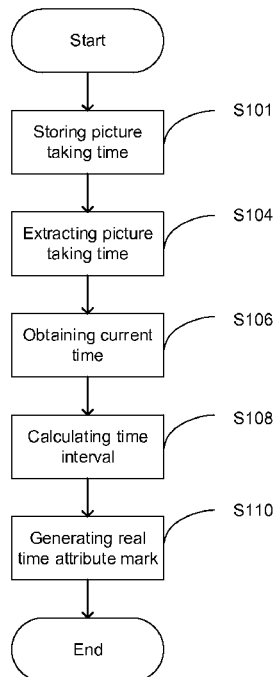 Start
S101
Storing picture
taking time
S104
Extracting picture
taking time
S106
Obtaining current
time
S108
Calculating time
interval
S110
Generating real
time attribute mark
End